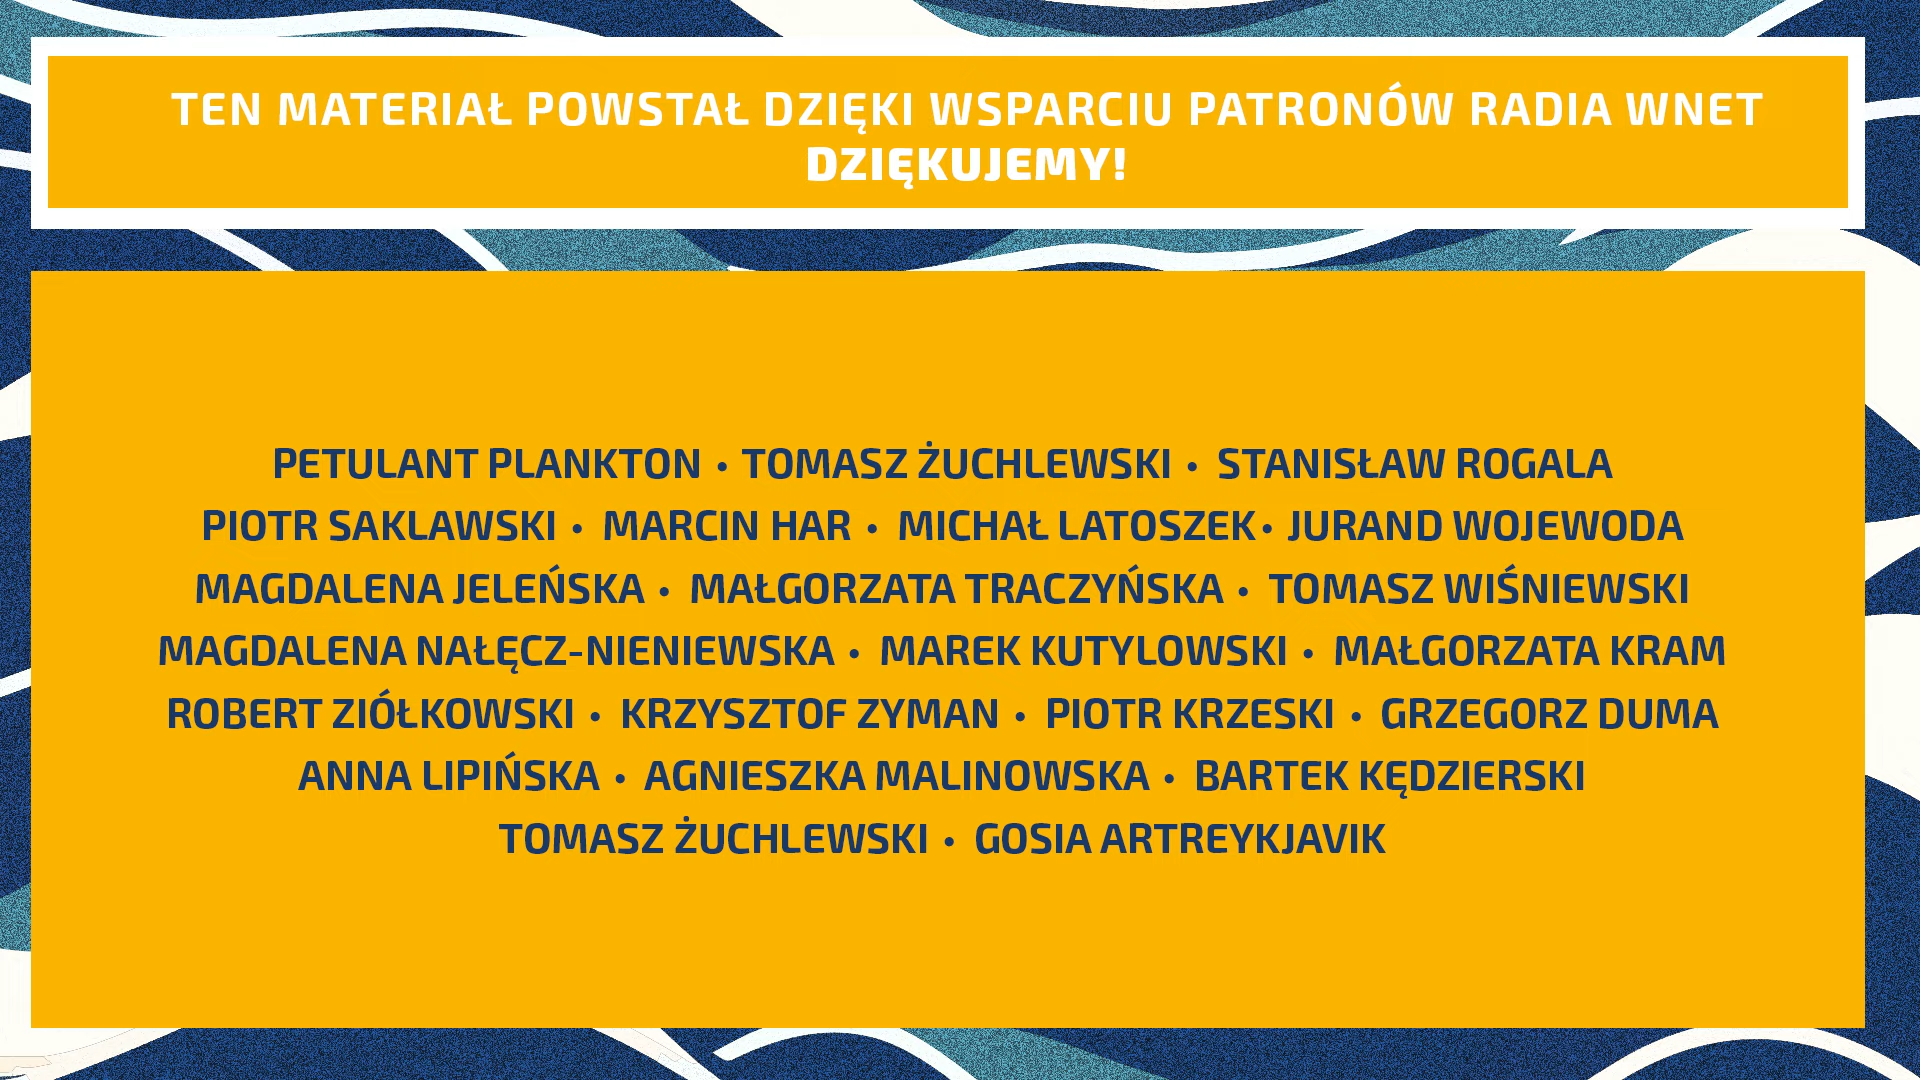 TEN MATERIAŁ POWSTAŁ DZIĘKI WSPARCIU PATRONÓW RADIA WNET
DZIĘKUJEMY!
PETULANT PLANKTON • TOMASZ ŻUCHLEWSKI • STANISŁAW ROGALA
PIOTR SAKLAWSKI • MARCIN HAR • MICHAŁ LATOSZEK • JURAND WOJEWODA
MAGDALENA JELEŃSKA • MAŁGORZATA TRACZYŃSKA • TOMASZ WIŚNIEWSKI
MAGDALENA NAŁĘCZ-NIENIEWSKA • MAREK KUTYLOWSKI • MAŁGORZATA KRAM
ROBERT ZIÓŁKOWSKI • KRZYSZTOF ZYMAN • PIOTR KRZESKI • GRZEGORZ DUMA
ANNA LIPIŃSKA • AGNIESZKA MALINOWSKA • BARTEK KĘDZIERSKI
TOMASZ ŻUCHLEWSKI • GOSIA ARTREYKJAVIK